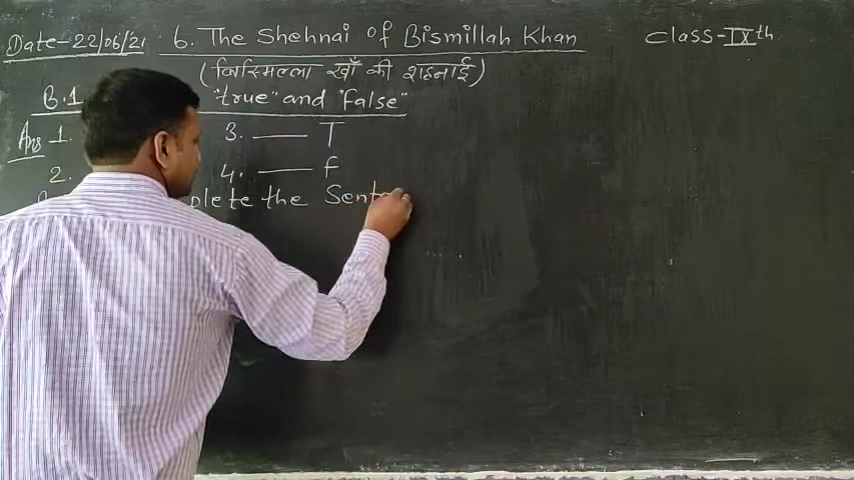 Date-22/06/21 6. The Shehnai of Bismillah Khan Class-IXth
(बिस्मिल्ला खाँ की शहनाई)
B.1 "true" and "false"
Ans 1. 3. — T
2. 4. — f
plete the Sente